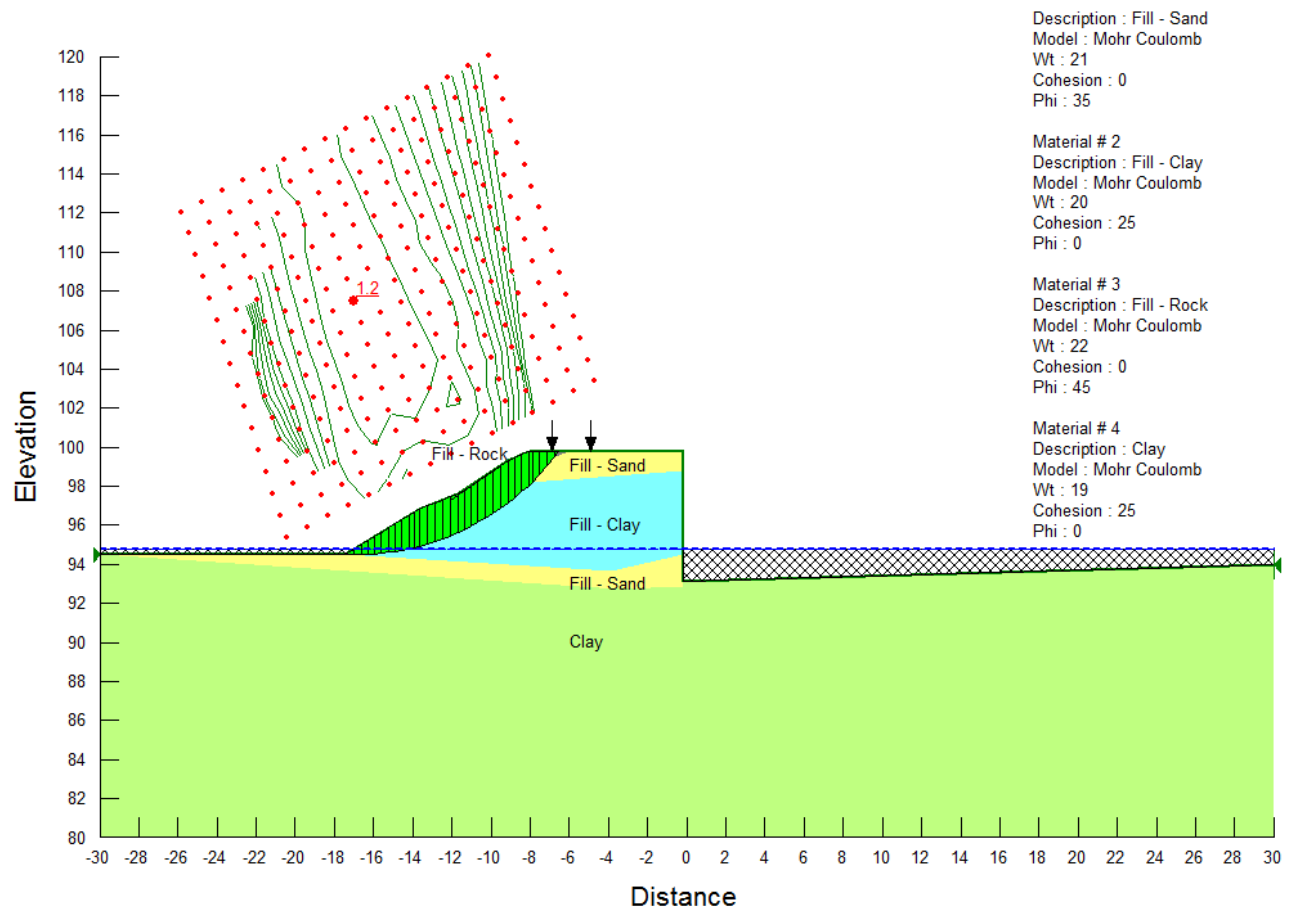 Description : Fill - Sand
Model : Mohr Coulomb
Wt : 21
Cohesion : 0
Phi : 35
Material # 2
Description : Fill - Clay
Model : Mohr Coulomb
Wt : 20
Cohesion : 25
Phi : 0
Material # 3
Description : Fill - Rock
Model : Mohr Coulomb
Wt : 22
Cohesion : 0
Phi : 45
Material # 4
Description : Clay
Model : Mohr Coulomb
Wt : 19
Cohesion : 25
Phi : 0
120
118
116
114
112
110
108
106
104
102
100
98
96
94
92
90
88
86
84
82
80
Elevation
1.2
Fill - Rock
Fill - Sand
Fill - Clay
Fill - Sand
Clay
-30 -28 -26 -24 -22 -20 -18 -16 -14 -12 -10 -8 -6 -4 -2 0 2 4 6 8 10 12 14 16 18 20 22 24 26 28 30
Distance